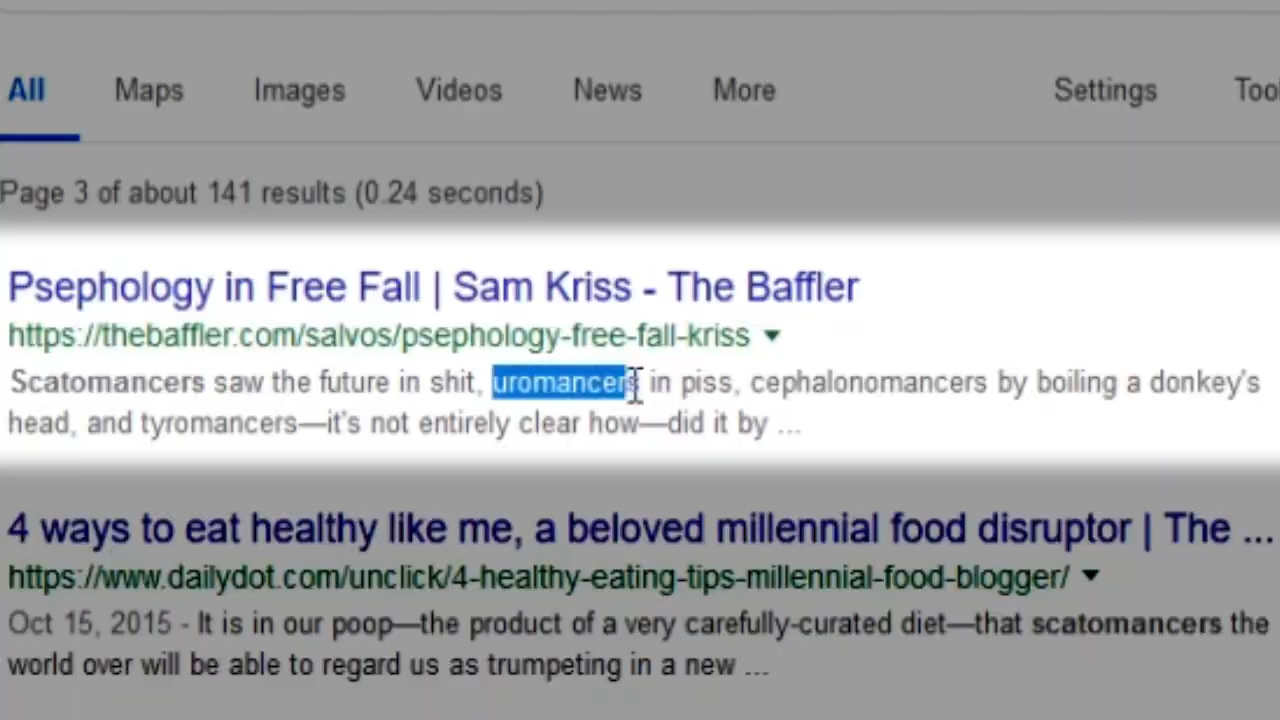 All Maps Images Videos News More Settings
Page 3 of about 141 results (0.24 seconds)
Psephology in Free Fall | Sam Kriss - The Baffler
https://thebaffler.com/salvos/psephology-free-fall-kriss
Scatomancers saw the future in shit, uromancers in piss, cephalonomancers by boiling a donkey's
head, and tyromancers—it's not entirely clear how—did it by ...
4 ways to eat healthy like me, a beloved millennial food disruptor | The ...
https://www.dailydot.com/unclick/4-healthy-eating-tips-millennial-food-blogger/
Oct 15, 2015 - It is in our poop—the product of a very carefully-curated diet—that scatomancers the
world over will be able to regard us as trumpeting in a new ...